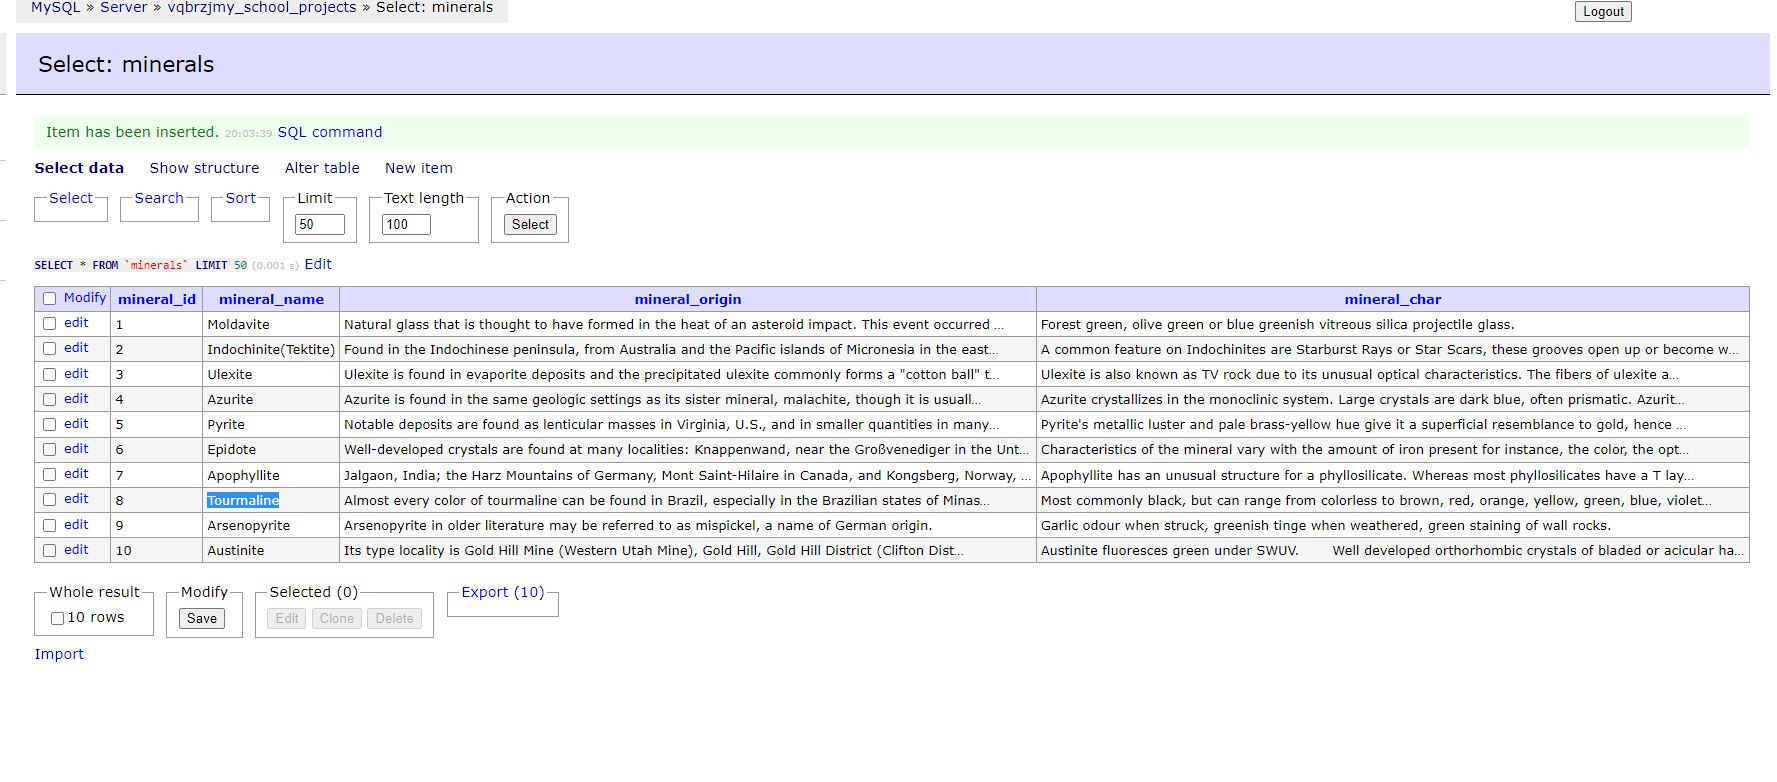 MySQL » Server » vqbrzjmy_school_projects » Select: minerals
Logout
Select: minerals
Item has been inserted. 20:03:39 SQL command
Select data Show structure Alter table New item
Select Search Sort Limit Text length Action
50 100 Select
SELECT * FROM `minerals` LIMIT 50 (0.001 s) Edit
Modify mineral_id mineral_name mineral_origin mineral_char
edit 1 Moldavite Natural glass that is thought to have formed in the heat of an asteroid impact. This event occurred ... Forest green, olive green or blue greenish vitreous silica projectile glass.
edit 2 Indochinite(Tektite) Found in the Indochinese peninsula, from Australia and the Pacific islands of Micronesia in the east... A common feature on Indochinites are Starburst Rays or Star Scars, these grooves open up or become w...
edit 3 Ulexite Ulexite is found in evaporite deposits and the precipitated ulexite commonly forms a "cotton ball" t... Ulexite is also known as TV rock due to its unusual optical characteristics. The fibers of ulexite a...
edit 4 Azurite Azurite is found in the same geologic settings as its sister mineral, malachite, though it is usuall... Azurite crystallizes in the monoclinic system. Large crystals are dark blue, often prismatic. Azurit...
edit 5 Pyrite Notable deposits are found as lenticular masses in Virginia, U.S., and in smaller quantities in many... Pyrite's metallic luster and pale brass-yellow hue give it a superficial resemblance to gold, hence ...
edit 6 Epidote Well-developed crystals are found at many localities: Knappenwand, near the Großvenediger in the Unt... Characteristics of the mineral vary with the amount of iron present for instance, the color, the opt...
edit 7 Apophyllite Jalgaon, India; the Harz Mountains of Germany, Mont Saint-Hilaire in Canada, and Kongsberg, Norway, ... Apophyllite has an unusual structure for a phyllosilicate. Whereas most phyllosilicates have a T lay...
edit 8 Tourmaline Almost every color of tourmaline can be found in Brazil, especially in the Brazilian states of Minas... Most commonly black, but can range from colorless to brown, red, orange, yellow, green, blue, violet...
edit 9 Arsenopyrite Arsenopyrite in older literature may be referred to as mispickel, a name of German origin. Garlic odour when struck, greenish tinge when weathered, green staining of wall rocks.
edit 10 Austinite Its type locality is Gold Hill Mine (Western Utah Mine), Gold Hill, Gold Hill District (Clifton Dist... Austinite fluoresces green under SWUV. Well developed orthorhombic crystals of bladed or acicular ha...
Whole result Modify Selected (0) Export (10)
10 rows Save Edit Clone Delete
Import